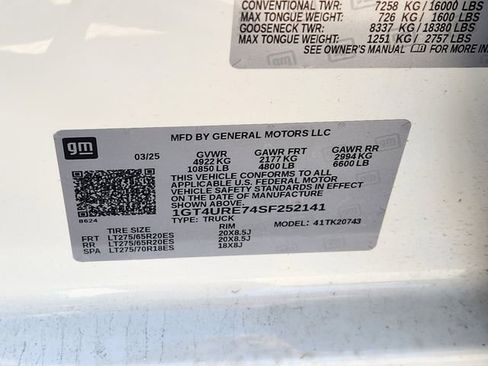 CONVENTIONAL TWR: 7258 KG/16000 LBS
MAX TONGUE WEIGHT: 726 KG/ 1600 LBS
GOOSENECK TWR: 8337 KG/18380 LBS
MAX TONGUE WEIGHT: 1251 KG/ 2757 LBS
SEE OWNER'S MANUAL FOR MORE IN
gm
MFD BY GENERAL MOTORS LLC
03/25 GVWR GAWR FRT GAWR RR
4922 KG 2177 KG 2994 KG
10850 LB 4800 LB 6600 LB
THIS VEHICLE CONFORMS TO ALL
APPLICABLE U.S. FEDERAL MOTOR
VEHICLE SAFETY STANDARDS IN EFFECT
ON THE DATE OF MANUFACTURE
SHOWN ABOVE.
1GT4URE74SF252141
8624 TYPE: TRUCK MODEL: 41TK20743
TIRE SIZE RIM
FRT LT275/65R20ES 20X8.5J
RR LT275/65R20ES 20X8.5J
SPA LT275/70R18ES 18X8J